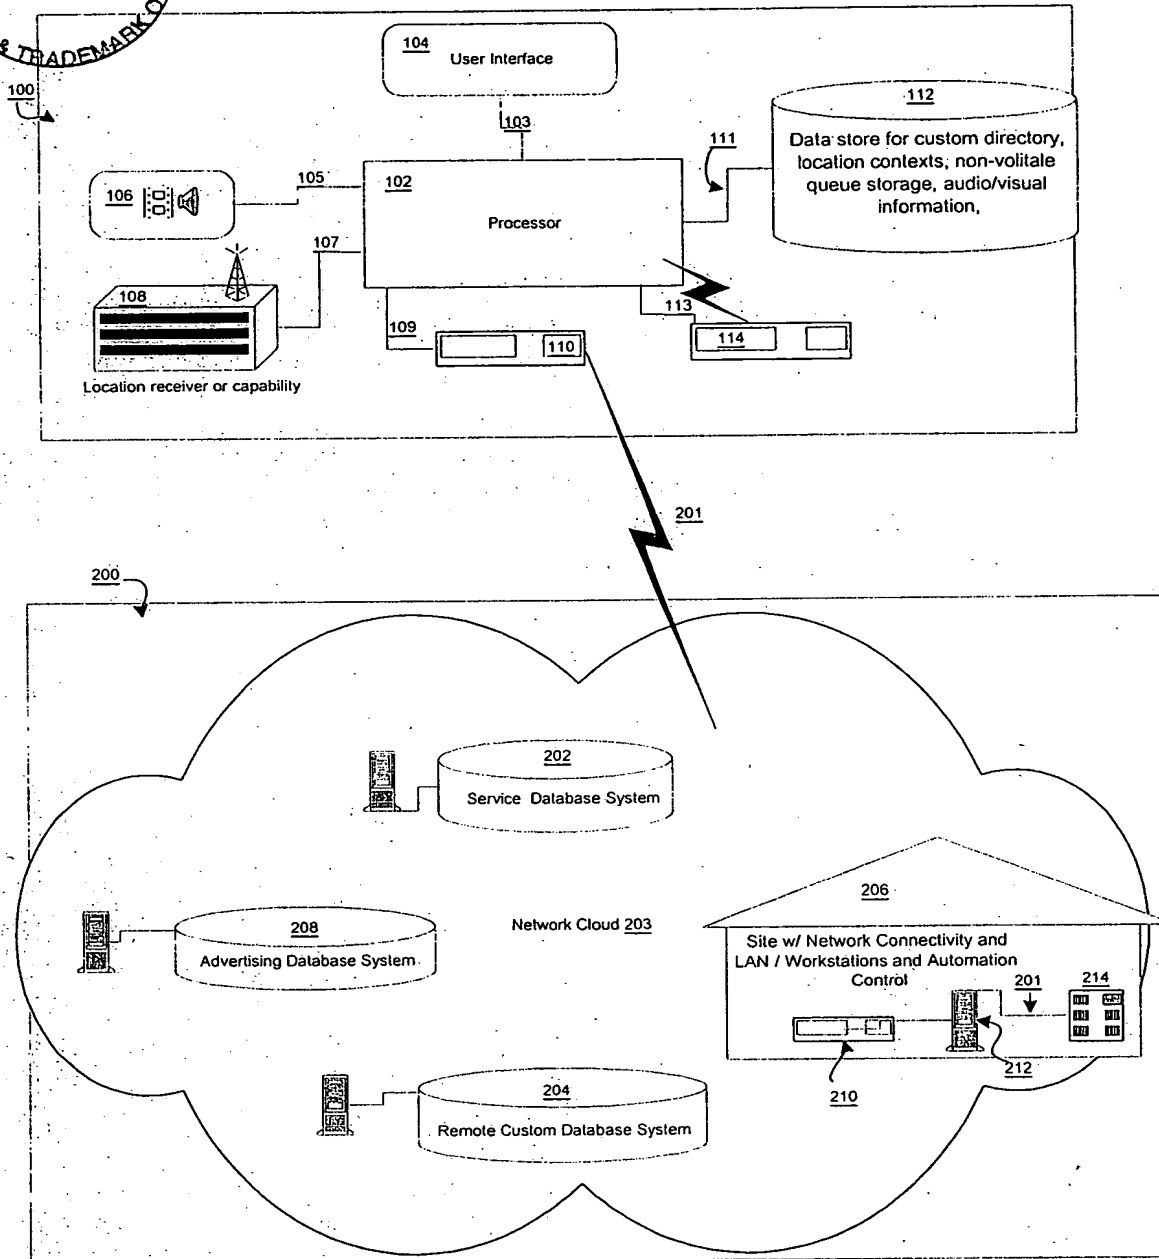 & TRADEMARK O
100
104
User Interface
103
112
Data store for custom directory,
location contexts, non-volitale
queue storage, audio/visual
information,
111
106
105
102
Processor
107
108
Location receiver or capability
109
110
113
114
201
200
202
Service Database System
208
Advertising Database System
Network Cloud 203
206
Site w/ Network Connectivity and
LAN / Workstations and Automation
Control
201
214
212
210
204
Remote Custom Database System